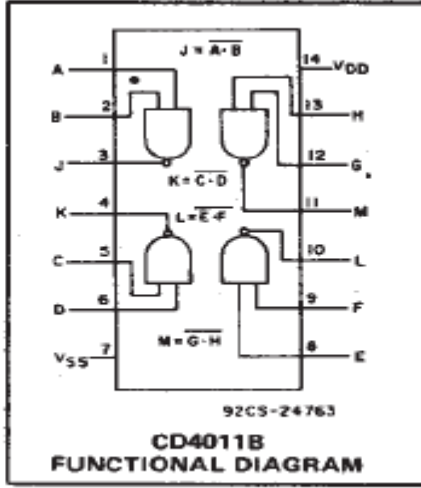 J = A·B
A 1 14 VDD
B 2 13 H
J 3 12 G
K = C·D
K 4 11 M
L = E·F
C 5 10 L
D 6 9 F
M = G·H
VSS 7 8 E
92CS-24763
CD4011B
FUNCTIONAL DIAGRAM